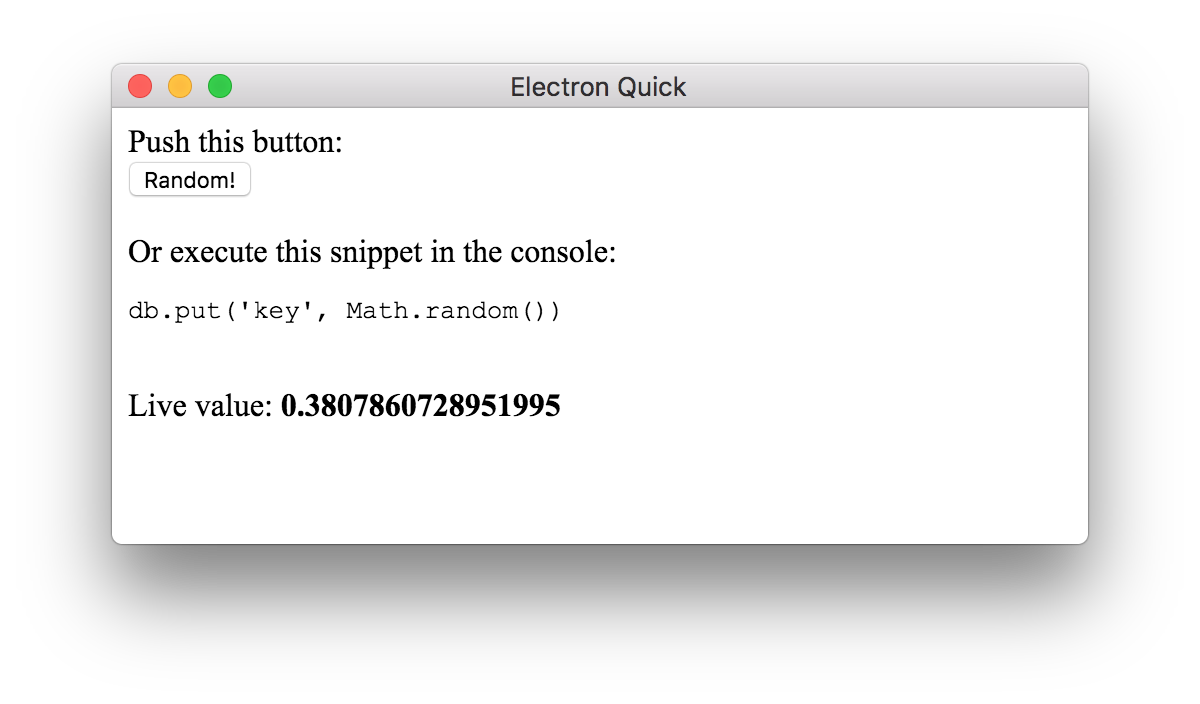 Electron Quick
Push this button:
Random!
Or execute this snippet in the console:
db.put('key', Math.random())
Live value: 0.3807860728951995